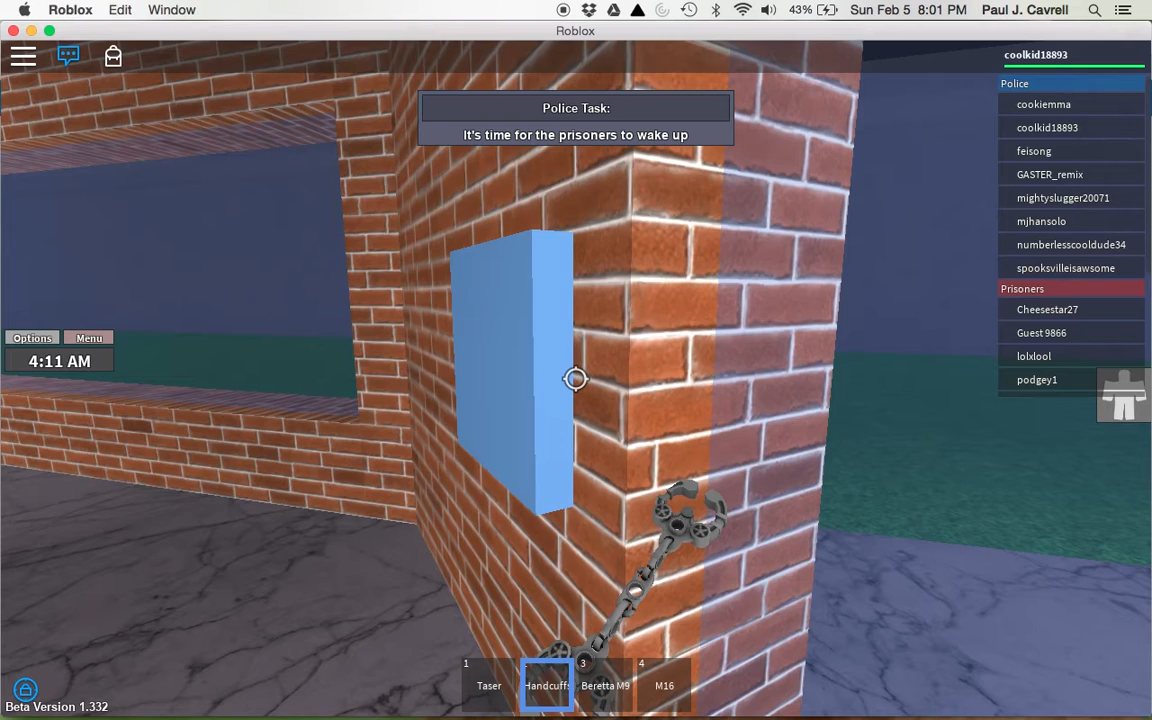 Roblox Edit Window 43% Sun Feb 5 8:01 PM Paul J. Cavrell
Roblox
coolkid18893
Police
cookiemma
coolkid18893
feisong
GASTER_remix
mightyslugger20071
mjhansolo
numberlesscooldude34
spooksvilleisawsome
Prisoners
Cheesestar27
Guest 9866
lolxlool
podgey1
Police Task:
It's time for the prisoners to wake up
Options Menu
4:11 AM
1 3 4
Taser Handcuffs Beretta M9 M16
Beta Version 1.332